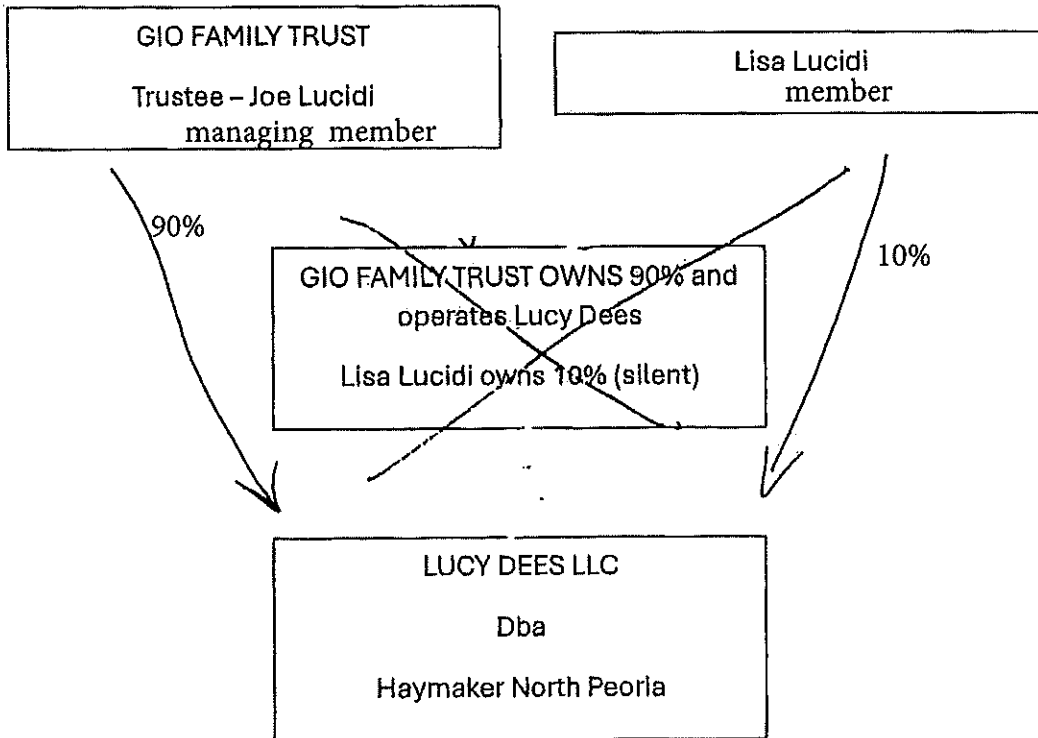 GIO FAMILY TRUST
Trustee – Joe Lucidi
managing member
Lisa Lucidi
member
90%
10%
GIO FAMILY TRUST OWNS 90% and
operates Lucy Dees
Lisa Lucidi owns 10% (silent)
LUCY DEES LLC
Dba
Haymaker North Peoria